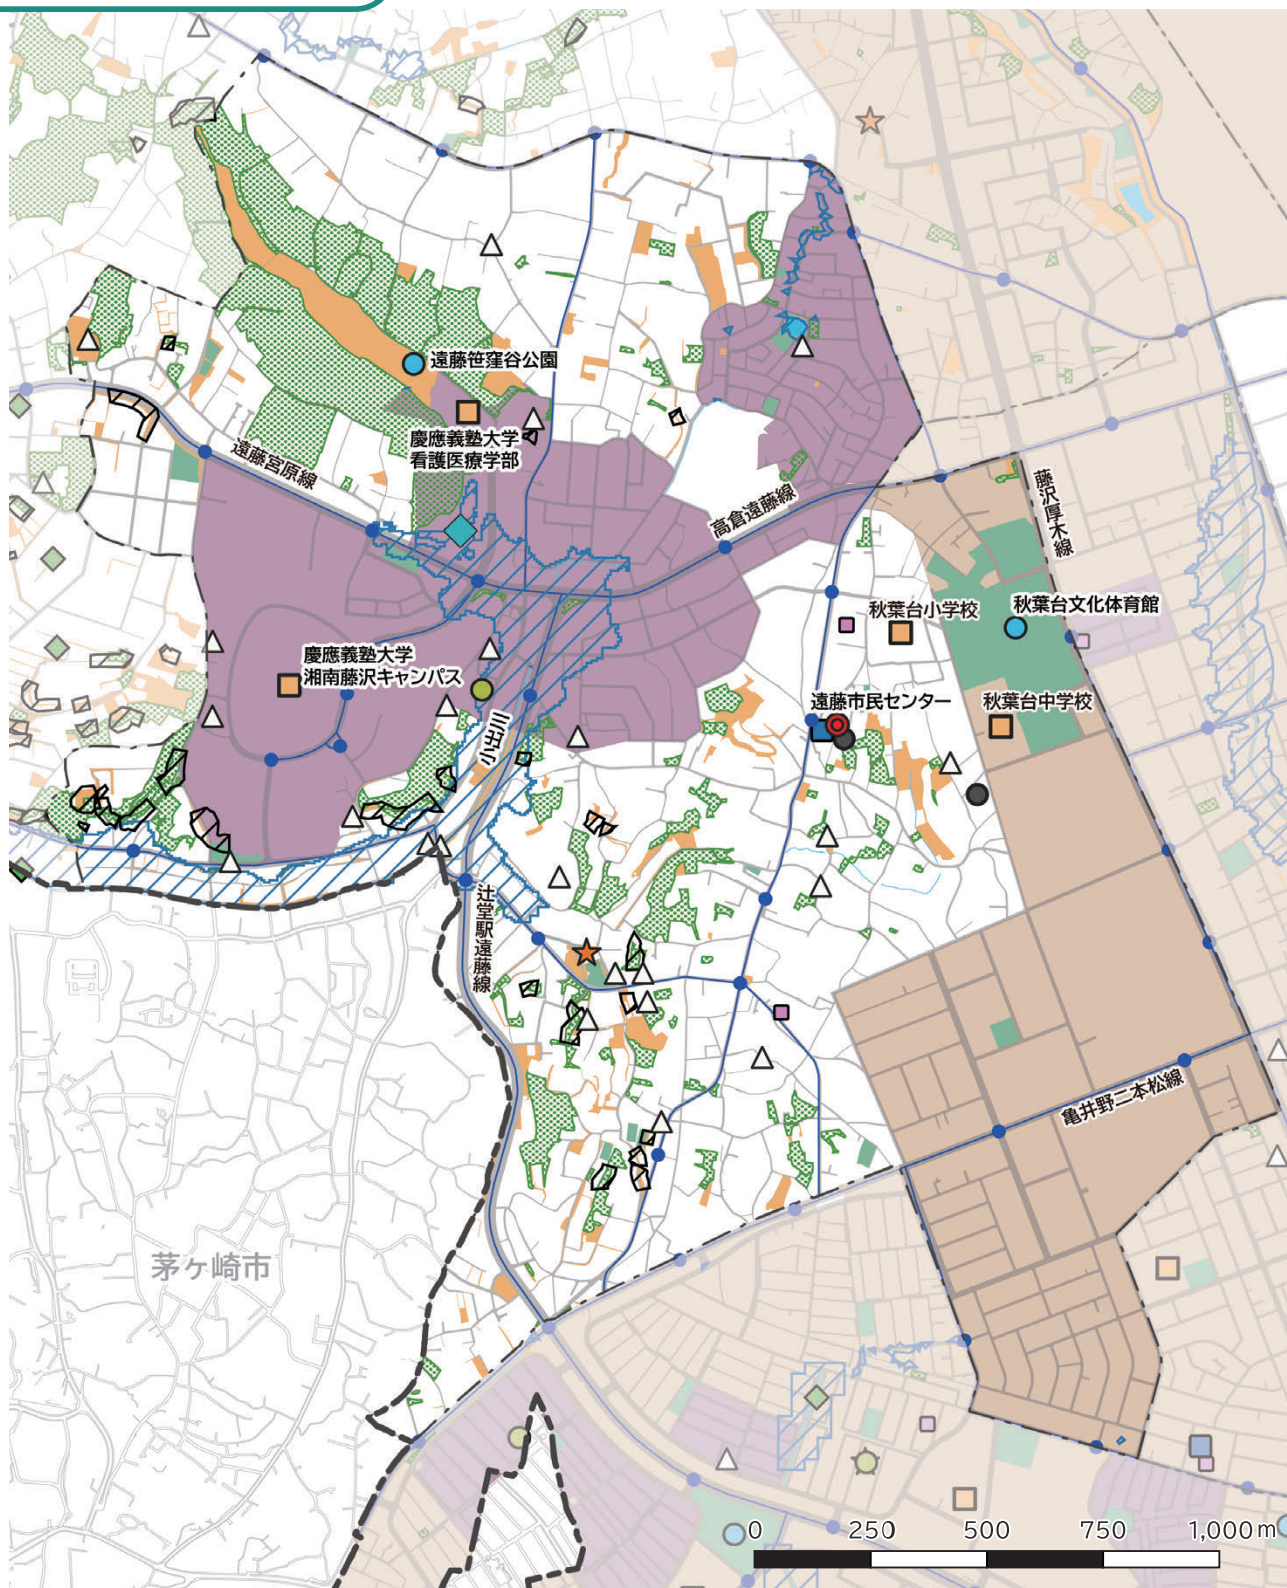 遠藤笹窪谷公園
慶應義塾大学
看護医療学部
遠藤宮原線
高倉遠藤線
藤沢厚木線
秋葉台小学校
秋葉台文化体育館
慶應義塾大学
湘南藤沢キャンパス
遠藤市民センター
秋葉台中学校
小出川
辻堂駅遠藤線
亀井野二本松線
茅ヶ崎市
0 250 500 750 1,000m